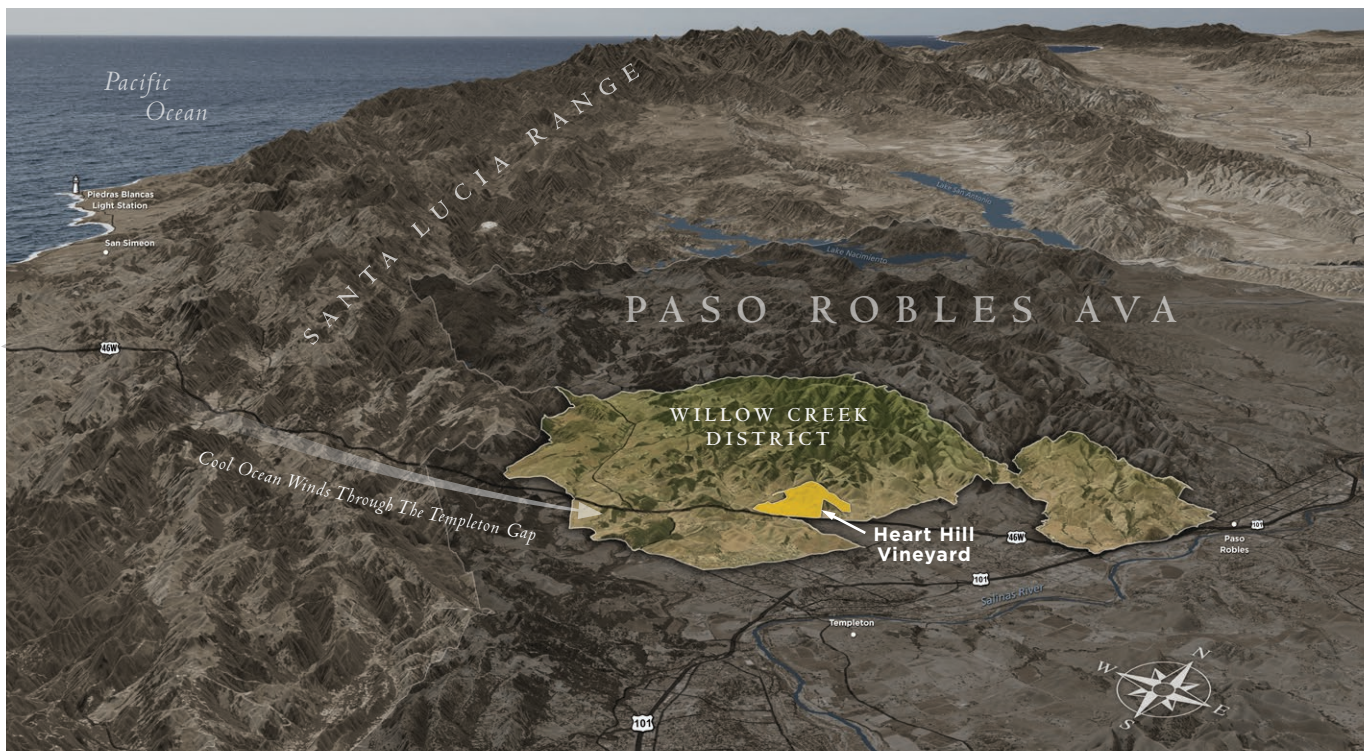 Pacific
Ocean
SANTA LUCIA RANGE
Piedras Blancas
Light Station
San Simeon
Lake San Antonio
Lake Nacimiento
PASO ROBLES AVA
46W
WILLOW CREEK
DISTRICT
Cool Ocean Winds Through The Templeton Gap
Heart Hill
Vineyard
46W
101
Paso
Robles
101
Salinas River
Templeton
101
N
W
E
S